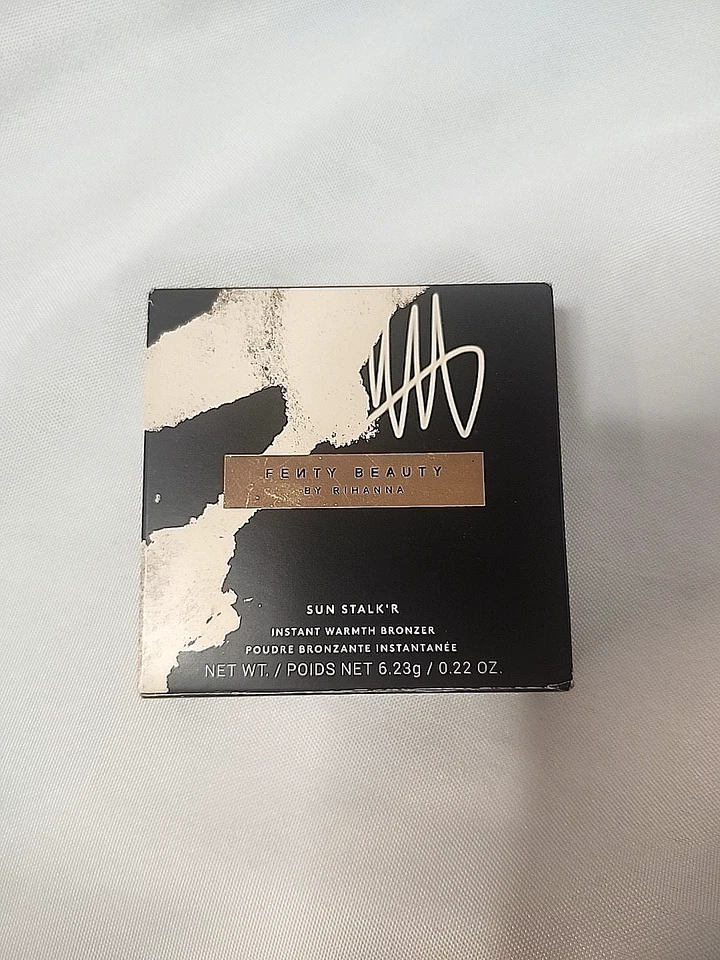 FEИTY BEAUTY
BY RIHANNA
SUN STALK'R
INSTANT WARMTH BRONZER
POUDRE BRONZANTE INSTANTANÉE
NET WT. / POIDS NET 6.23g / 0.22 OZ.